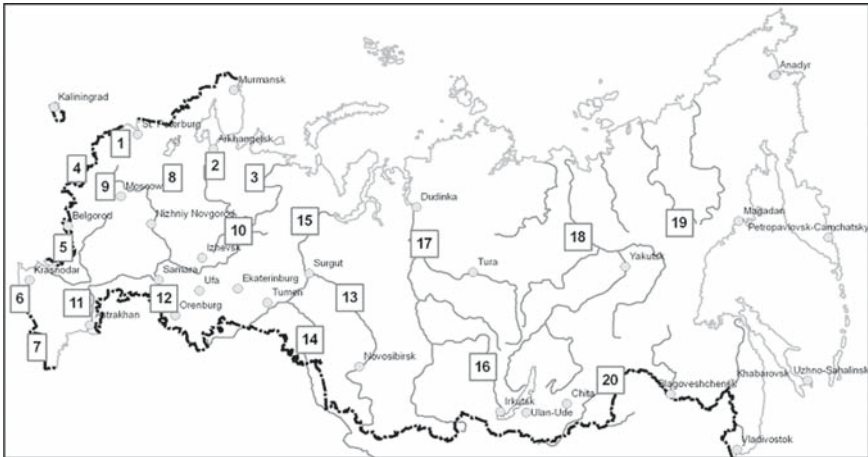 Murmansk
Anadyr
Kaliningrad
St. Peterburg
1
Arkhangelsk
2
4
8
3
9
Moscow
Dudinka
15
19
Magadan
Belgorod
Nizhniy Novgorod
10
17
18
Petropavlovsk-Camchatsky
5
Izhevsk
Krasnodar
Samara
Surgut
Tura
Yakutsk
6
11
12
Ufa
Ekaterinburg
Tumen
13
Astrakhan
Orenburg
7
14
Novosibirsk
16
20
Khabarovsk
Uzhno-Sahalinsk
Blagoveshchensk
Irkutsk
Chita
Ulan-Ude
Vladivostok